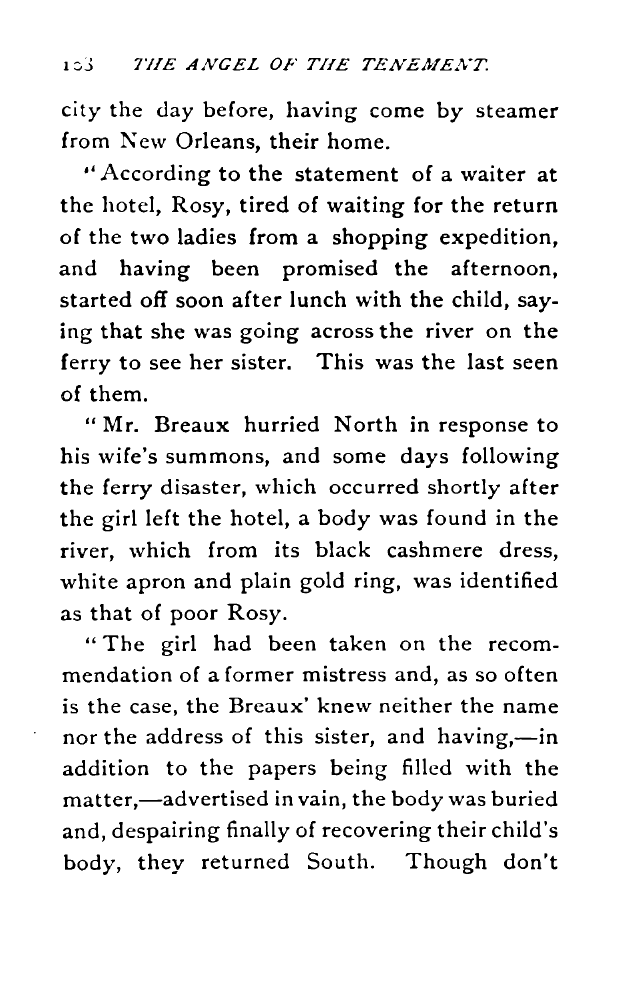 108 THE ANGEL OF THE TENEMENT.
city the day before, having come by steamer
from New Orleans, their home.
"According to the statement of a waiter at
the hotel, Rosy, tired of waiting for the return
of the two ladies from a shopping expedition,
and having been promised the afternoon,
started off soon after lunch with the child, say-
ing that she was going across the river on the
ferry to see her sister. This was the last seen
of them.
"Mr. Breaux hurried North in response to
his wife's summons, and some days following
the ferry disaster, which occurred shortly after
the girl left the hotel, a body was found in the
river, which from its black cashmere dress,
white apron and plain gold ring, was identified
as that of poor Rosy.
"The girl had been taken on the recom-
mendation of a former mistress and, as so often
is the case, the Breaux' knew neither the name
nor the address of this sister, and having,—in
addition to the papers being filled with the
matter,—advertised in vain, the body was buried
and, despairing finally of recovering their child's
body, they returned South. Though don't